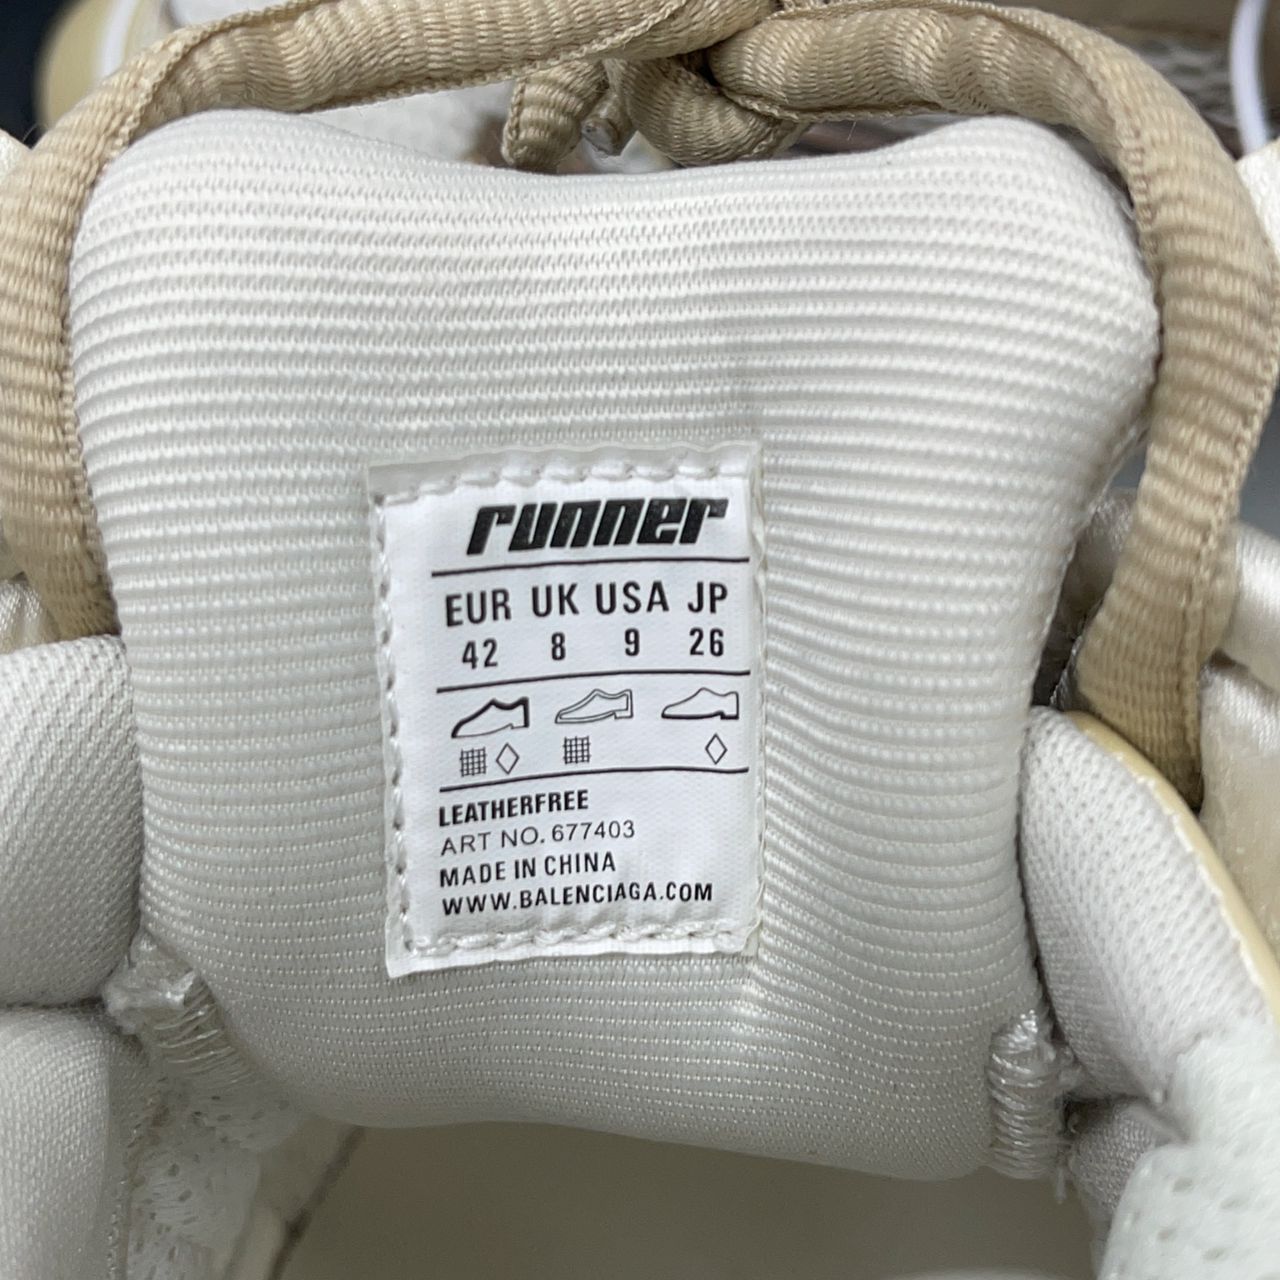 runner
EUR UK USA JP
42 8 9 26
LEATHERFREE
ART NO. 677403
MADE IN CHINA
WWW.BALENCIAGA.COM